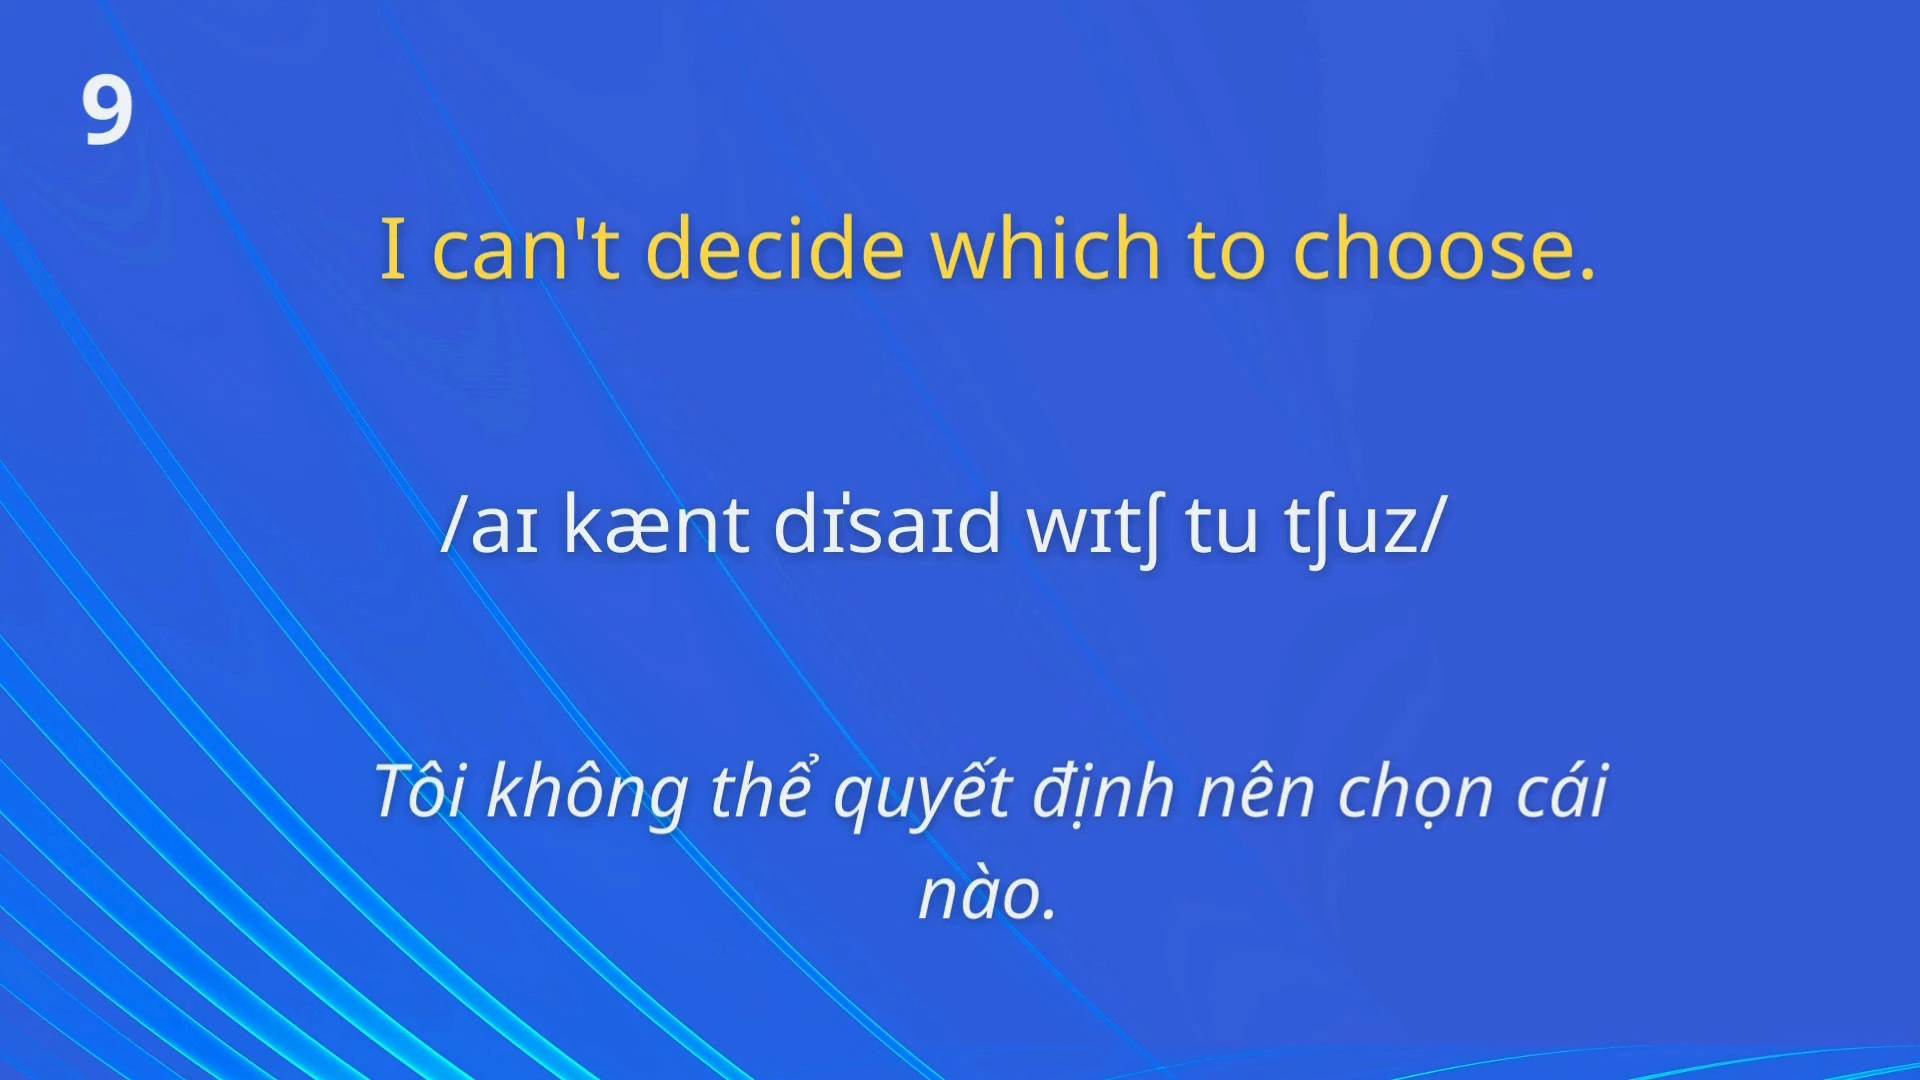 9
I can't decide which to choose.
/aɪ kænt dɪˈsaɪd wɪtʃ tu tʃuz/
Tôi không thể quyết định nên chọn cái
nào.